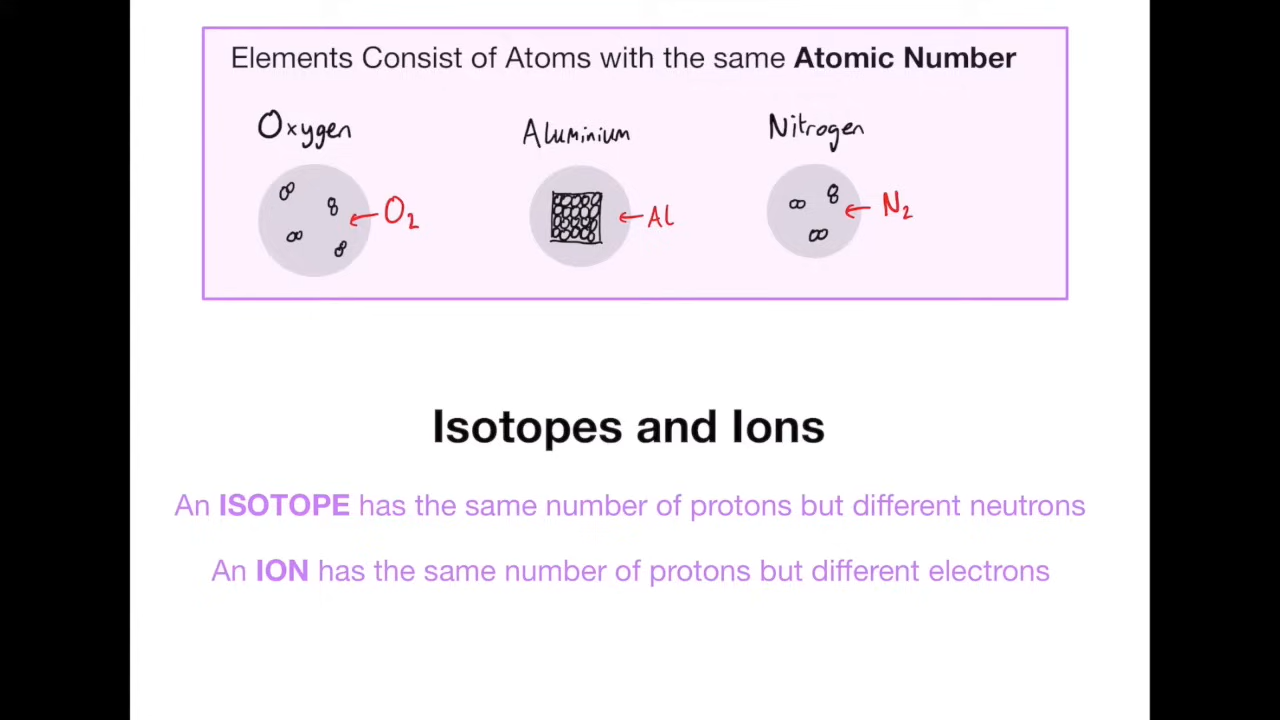 Elements Consist of Atoms with the same Atomic Number
Oxygen
Aluminium
Nitrogen
O₂
Al
N₂
Isotopes and Ions
An ISOTOPE has the same number of protons but different neutrons
An ION has the same number of protons but different electrons